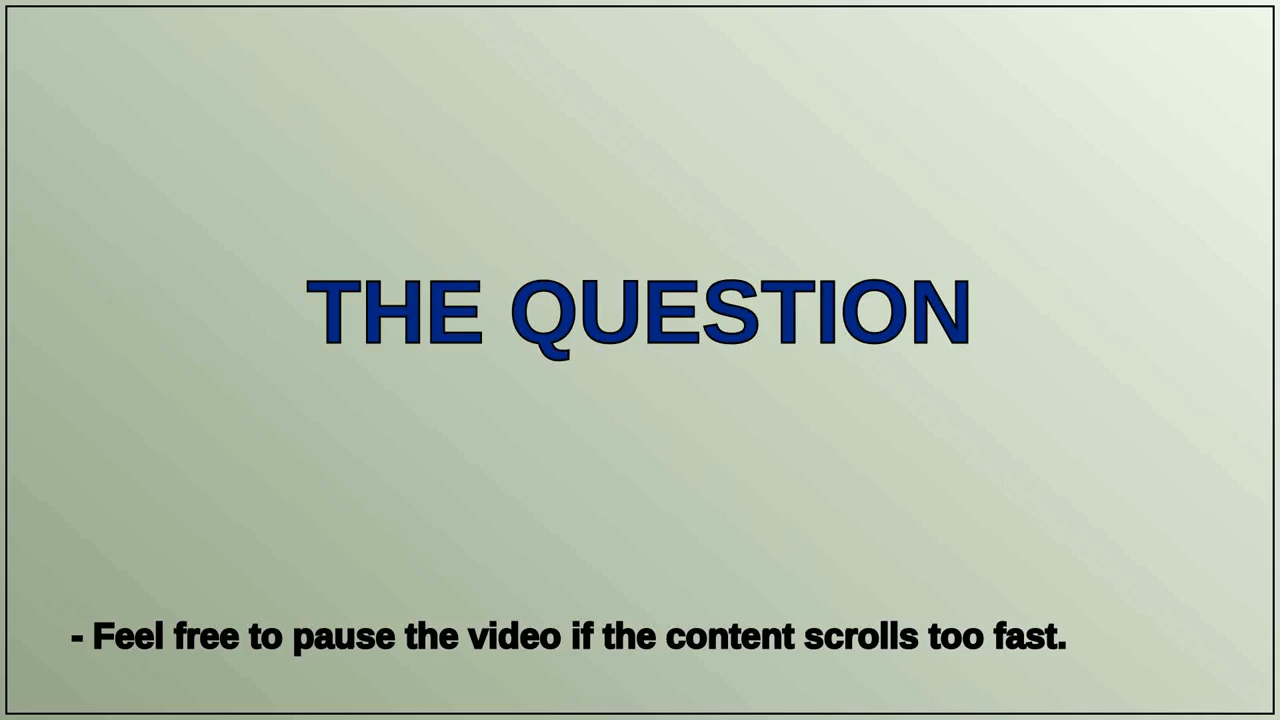 THE QUESTION
- Feel free to pause the video if the content scrolls too fast.